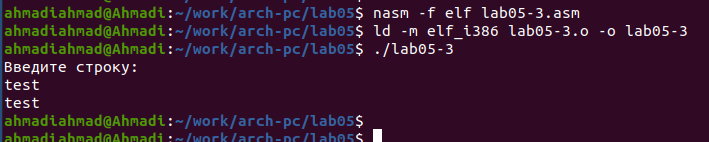 ahmadiahmad@Ahmadi:~/work/arch-pc/lab05$ nasm -f elf lab05-3.asm
ahmadiahmad@Ahmadi:~/work/arch-pc/lab05$ ld -m elf_i386 lab05-3.o -o lab05-3
ahmadiahmad@Ahmadi:~/work/arch-pc/lab05$ ./lab05-3
Введите строку:
test
test
ahmadiahmad@Ahmadi:~/work/arch-pc/lab05$
ahmadiahmad@Ahmadi:~/work/arch-pc/lab05$